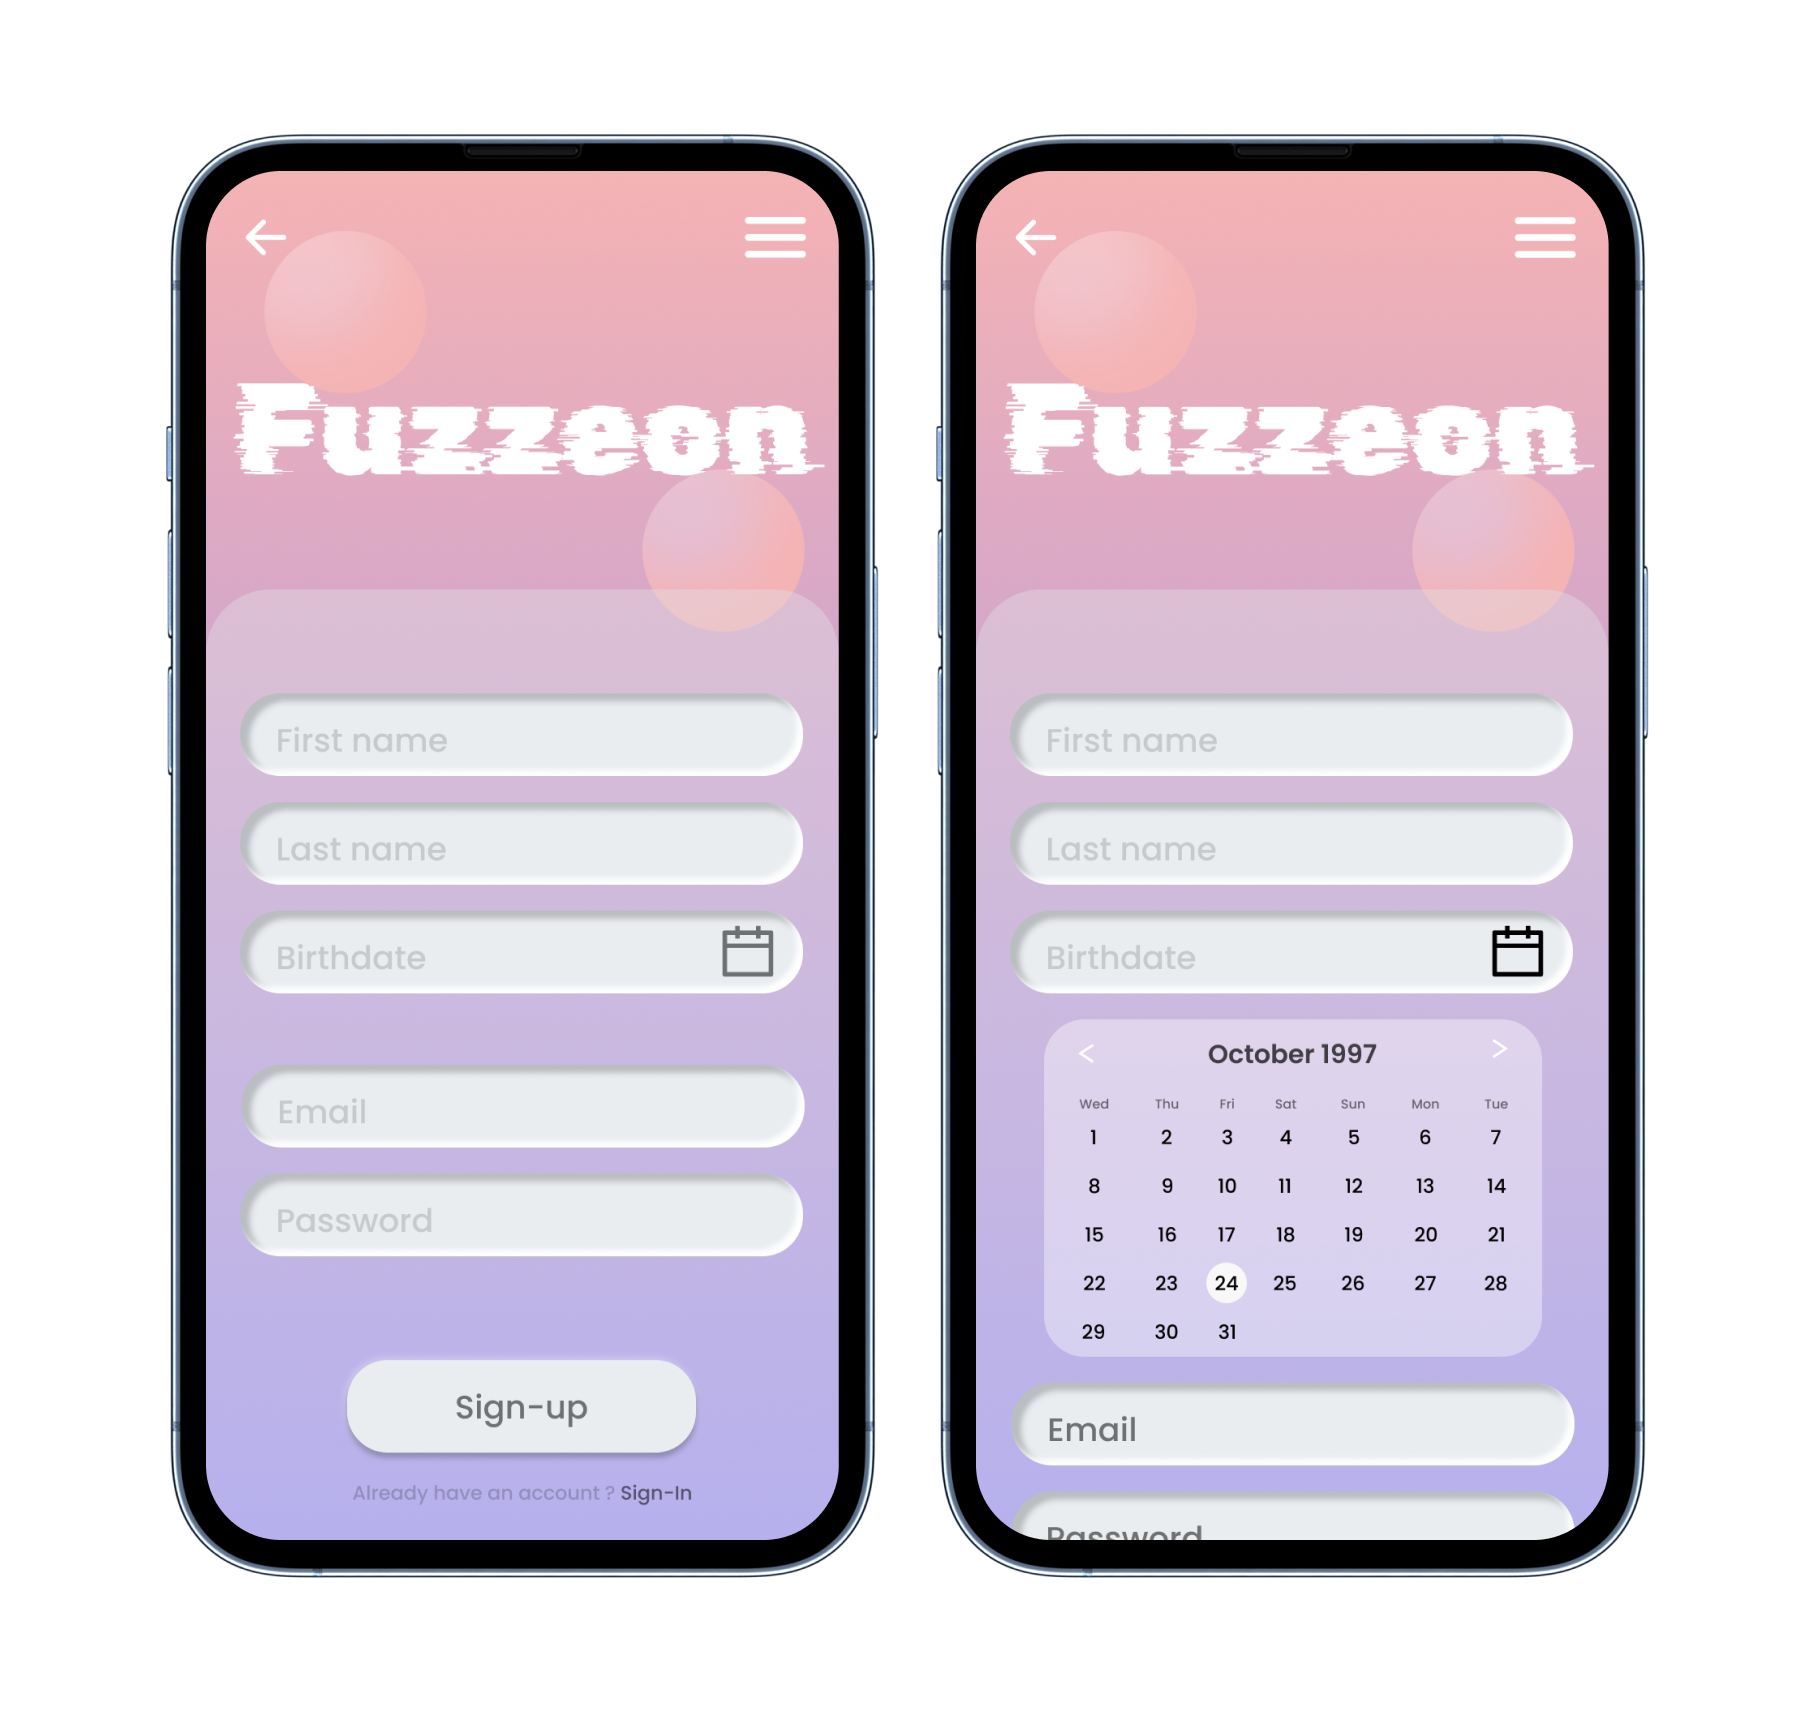 Fuzzeon
First name
Last name
Birthdate
Email
Password
Sign-up
Already have an account ? Sign-In
Fuzzeon
First name
Last name
Birthdate
< October 1997 >
Wed Thu Fri Sat Sun Mon Tue
1 2 3 4 5 6 7
8 9 10 11 12 13 14
15 16 17 18 19 20 21
22 23 24 25 26 27 28
29 30 31
Email
Password